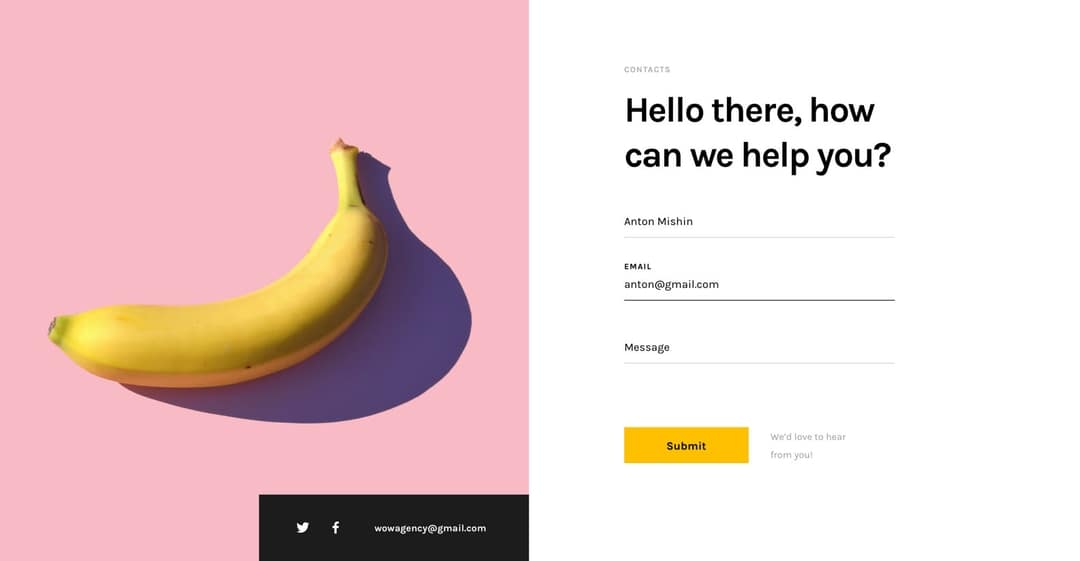 CONTACTS
Hello there, how
can we help you?
Anton Mishin
EMAIL
anton@gmail.com
Message
Submit
We'd love to hear
from you!
wowagency@gmail.com